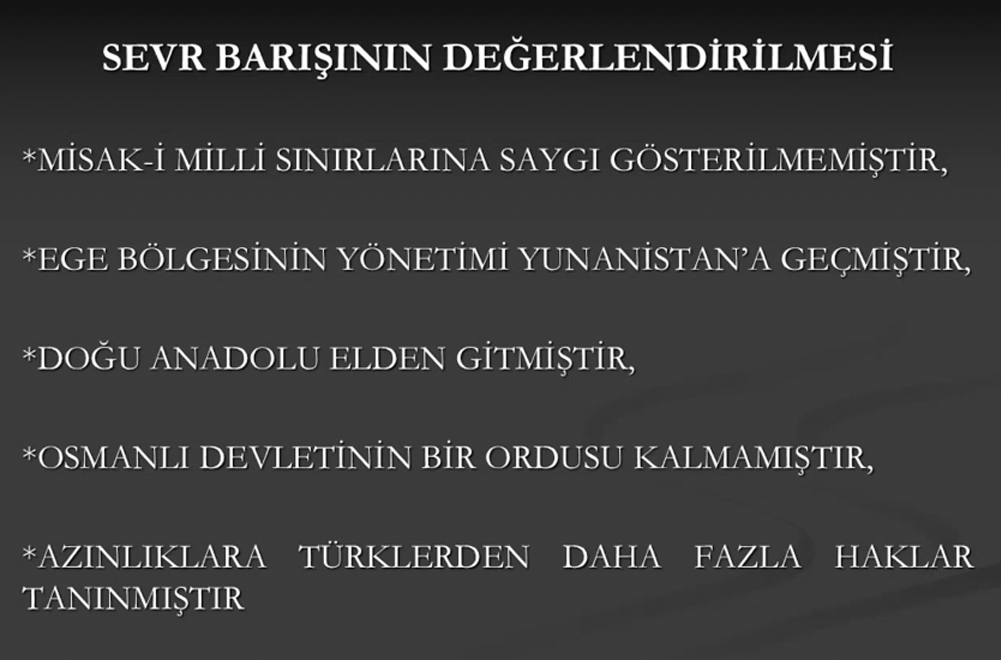 SEVR BARIŞININ DEĞERLENDİRİLMESİ
*MİSAK-İ MİLLİ SINIRLARINA SAYGI GÖSTERİLMEMİŞTİR,
*EGE BÖLGESİNİN YÖNETİMİ YUNANİSTAN’A GEÇMİŞTİR,
*DOĞU ANADOLU ELDEN GİTMİŞTİR,
*OSMANLI DEVLETİNİN BİR ORDUSU KALMAMIŞTIR,
*AZINLIKLARA TÜRKLERDEN DAHA FAZLA HAKLAR
TANINMIŞTIR